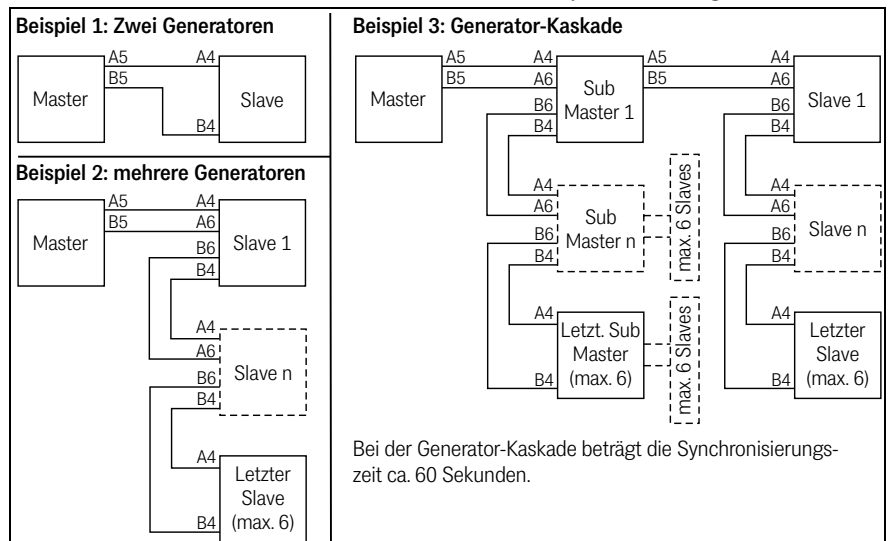 Beispiel 1: Zwei Generatoren
A5 A4
B5
Master Slave
B4
Beispiel 2: mehrere Generatoren
A5 A4
B5 A6
Master Slave 1
B6
B4
A4
A6
Slave n
B6
B4
A4
Letzter
Slave
(max. 6)
B4
Beispiel 3: Generator-Kaskade
A5 A4 A5 A4
B5 A6 B5 A6
Master Sub
Master 1 Slave 1
B6 B6
B4 B4
A4 A4
A6 A6
Sub
Master n max. 6 Slaves Slave n
B6 B6
B4 B4
A4 A4
Letzt. Sub
Master
(max. 6) max. 6 Slaves
Letzter
Slave
(max. 6)
B4 B4
Bei der Generator-Kaskade beträgt die Synchronisierungs-
zeit ca. 60 Sekunden.